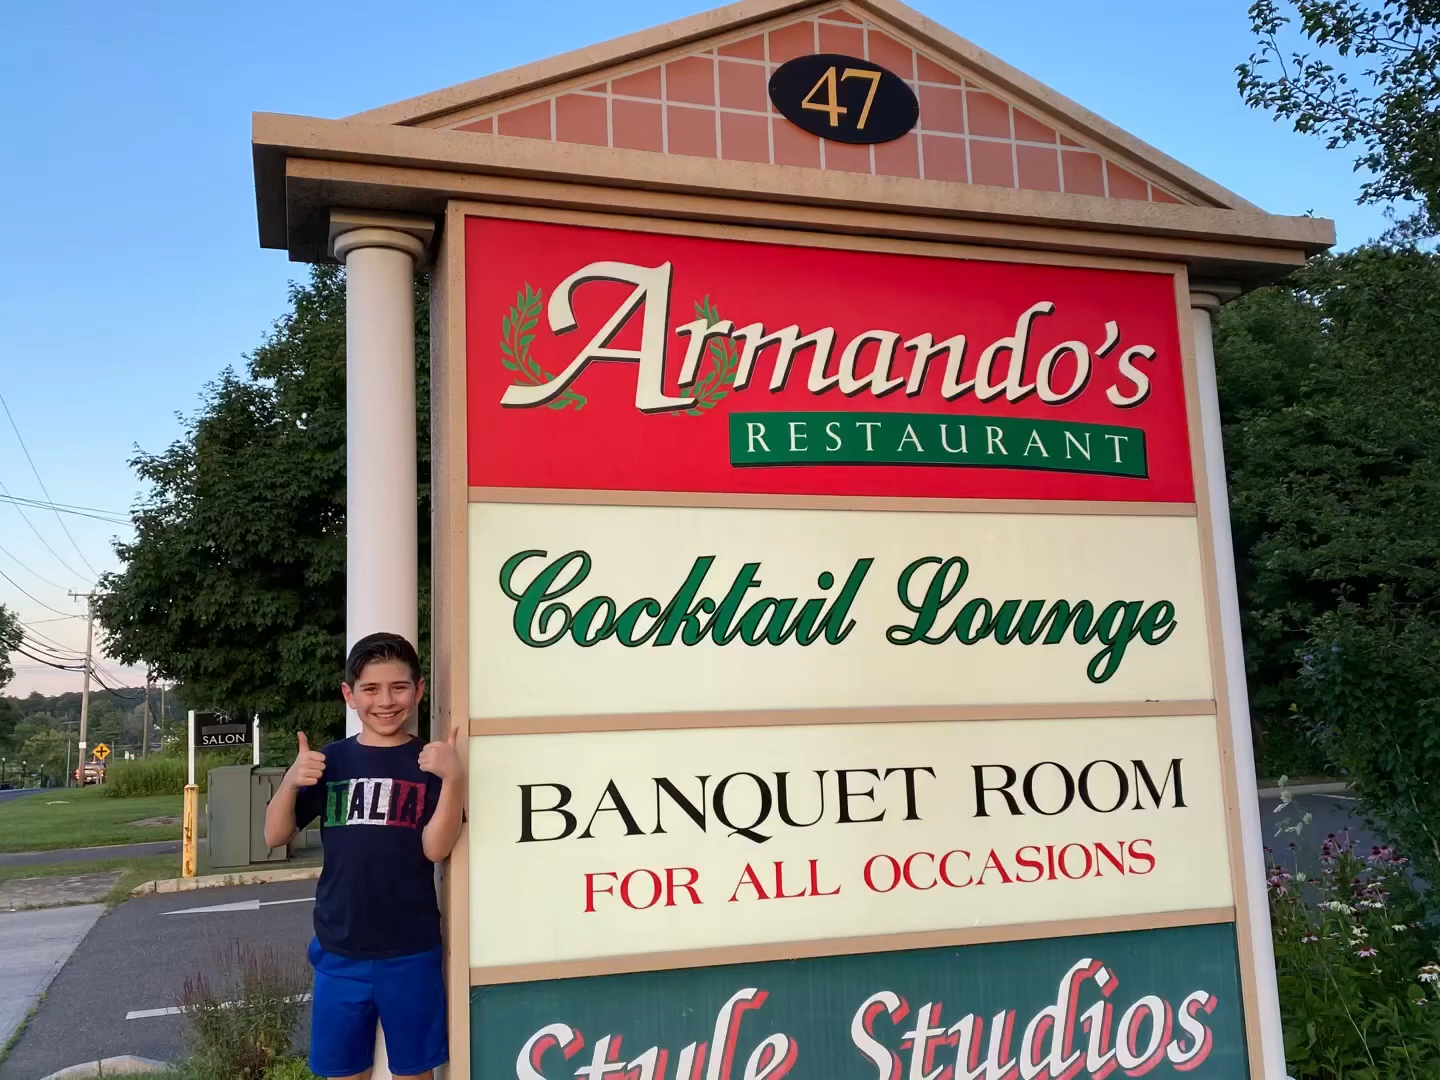 47
Armando's
RESTAURANT
Cocktail Lounge
BANQUET ROOM
FOR ALL OCCASIONS
Style Studios
SALON
ITALIA